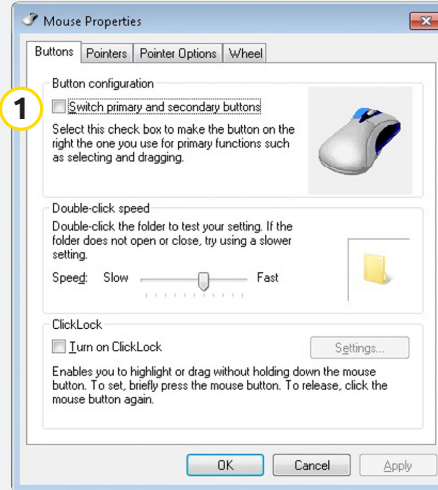 Mouse Properties
Buttons Pointers Pointer Options Wheel
Button configuration
1
Switch primary and secondary buttons
Select this check box to make the button on the
right the one you use for primary functions such
as selecting and dragging.
Double-click speed
Double-click the folder to test your setting. If the
folder does not open or close, try using a slower
setting.
Speed: Slow Fast
ClickLock
Turn on ClickLock
Settings...
Enables you to highlight or drag without holding down the mouse
button. To set, briefly press the mouse button. To release, click the
mouse button again.
OK Cancel Apply